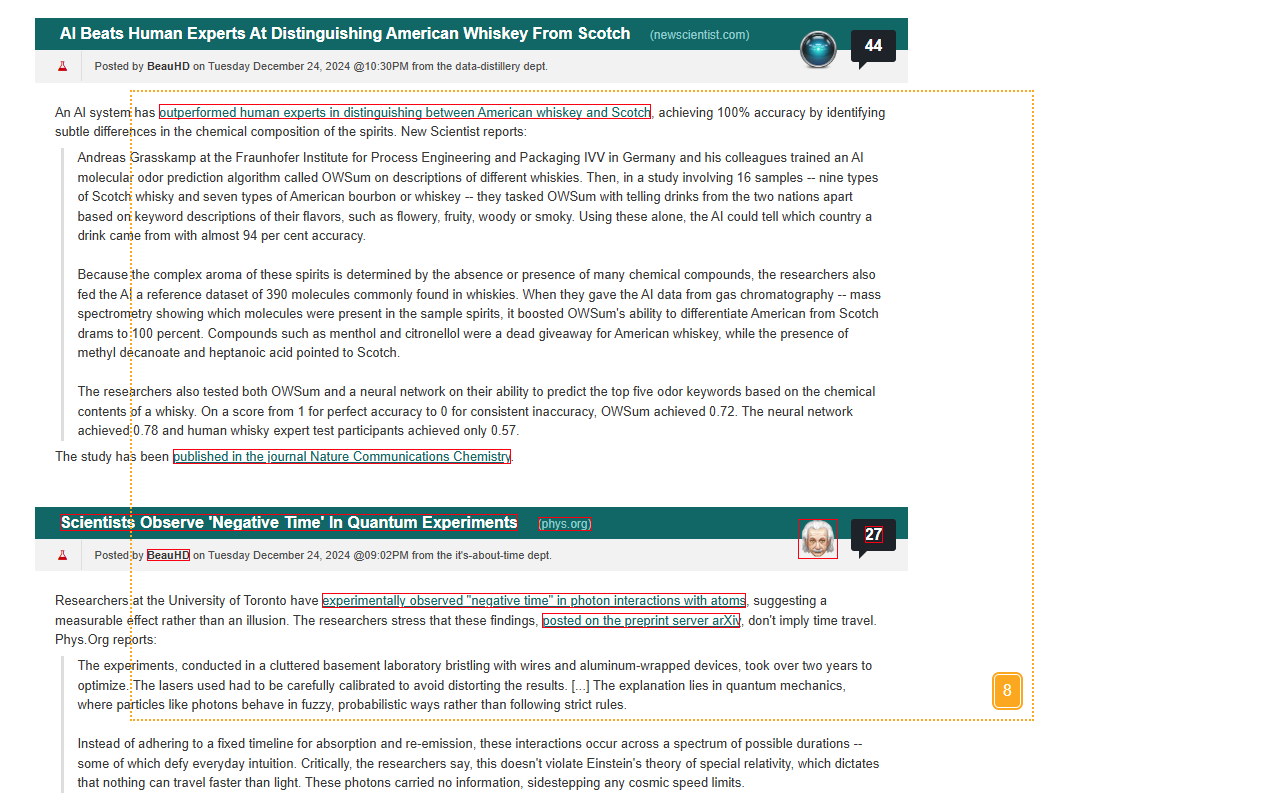 AI Beats Human Experts At Distinguishing American Whiskey From Scotch (newscientist.com) 44
Posted by BeauHD on Tuesday December 24, 2024 @10:30PM from the data-distillery dept.
An AI system has outperformed human experts in distinguishing between American whiskey and Scotch, achieving 100% accuracy by identifying
subtle differences in the chemical composition of the spirits. New Scientist reports:
Andreas Grasskamp at the Fraunhofer Institute for Process Engineering and Packaging IVV in Germany and his colleagues trained an AI
molecular odor prediction algorithm called OWSum on descriptions of different whiskies. Then, in a study involving 16 samples -- nine types
of Scotch whisky and seven types of American bourbon or whiskey -- they tasked OWSum with telling drinks from the two nations apart
based on keyword descriptions of their flavors, such as flowery, fruity, woody or smoky. Using these alone, the AI could tell which country a
drink came from with almost 94 per cent accuracy.
Because the complex aroma of these spirits is determined by the absence or presence of many chemical compounds, the researchers also
fed the AI a reference dataset of 390 molecules commonly found in whiskies. When they gave the AI data from gas chromatography -- mass
spectrometry showing which molecules were present in the sample spirits, it boosted OWSum's ability to differentiate American from Scotch
drams to 100 percent. Compounds such as menthol and citronellol were a dead giveaway for American whiskey, while the presence of
methyl decanoate and heptanoic acid pointed to Scotch.
The researchers also tested both OWSum and a neural network on their ability to predict the top five odor keywords based on the chemical
contents of a whisky. On a score from 1 for perfect accuracy to 0 for consistent inaccuracy, OWSum achieved 0.72. The neural network
achieved 0.78 and human whisky expert test participants achieved only 0.57.
The study has been published in the journal Nature Communications Chemistry.
Scientists Observe 'Negative Time' In Quantum Experiments (phys.org) 27
Posted by BeauHD on Tuesday December 24, 2024 @09:02PM from the it's-about-time dept.
Researchers at the University of Toronto have experimentally observed "negative time" in photon interactions with atoms, suggesting a
measurable effect rather than an illusion. The researchers stress that these findings, posted on the preprint server arXiv, don't imply time travel.
Phys.Org reports:
The experiments, conducted in a cluttered basement laboratory bristling with wires and aluminum-wrapped devices, took over two years to
optimize. The lasers used had to be carefully calibrated to avoid distorting the results. [...] The explanation lies in quantum mechanics,
where particles like photons behave in fuzzy, probabilistic ways rather than following strict rules.
8
Instead of adhering to a fixed timeline for absorption and re-emission, these interactions occur across a spectrum of possible durations --
some of which defy everyday intuition. Critically, the researchers say, this doesn't violate Einstein's theory of special relativity, which dictates
that nothing can travel faster than light. These photons carried no information, sidestepping any cosmic speed limits.